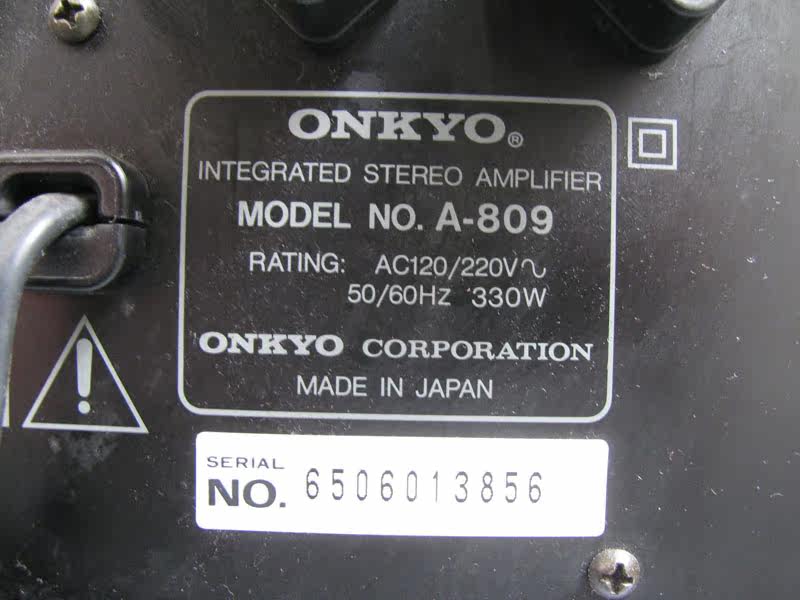 ONKYO®
INTEGRATED STEREO AMPLIFIER
MODEL NO. A-809
RATING: AC120/220V∿
50/60Hz 330W
ONKYO CORPORATION
MADE IN JAPAN
!
SERIAL
NO. 6506013856